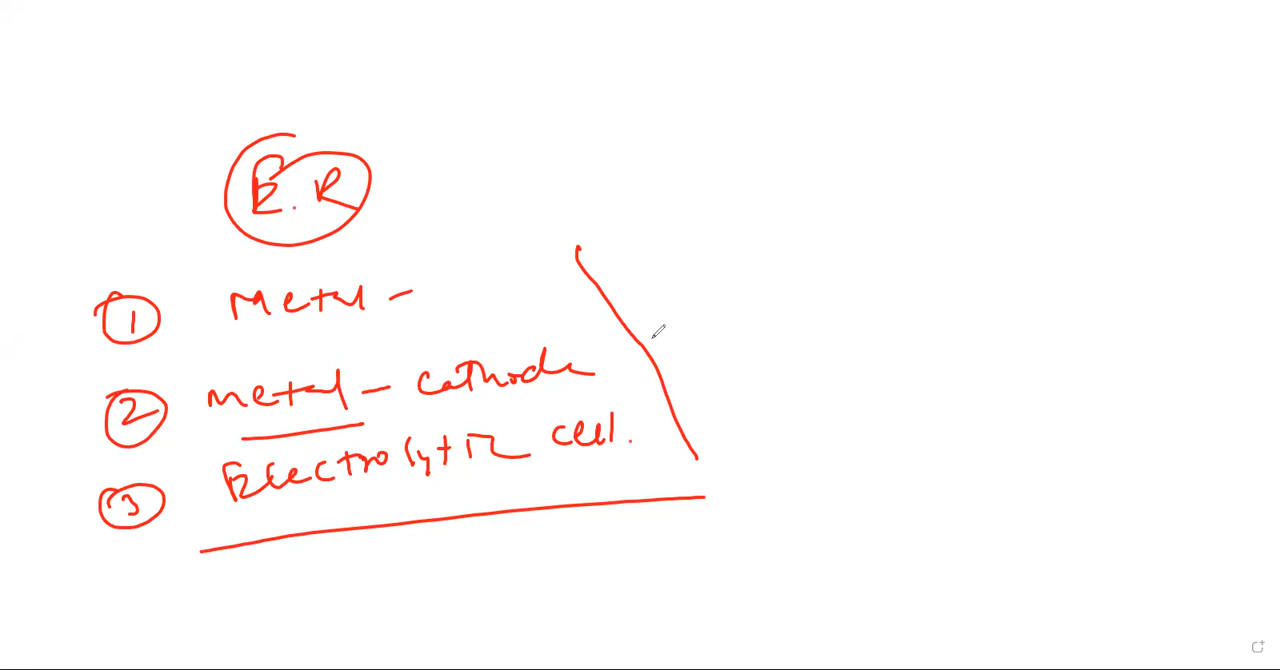 E.R
1 Metal -
2 metal - cathode
3 Electrolytic cell.